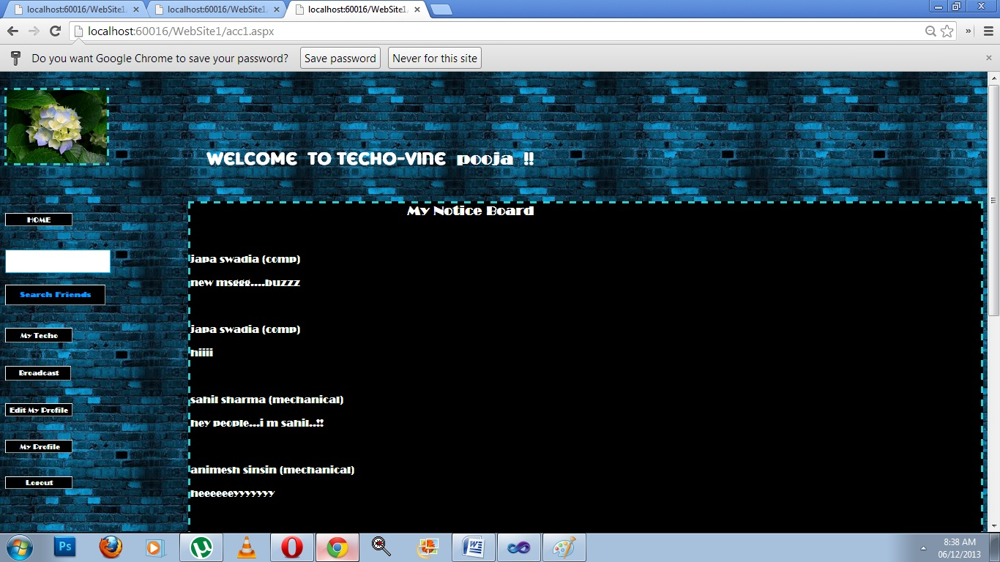 localhost:60016/WebSite1,
localhost:60016/WebSite1,
localhost:60016/WebSite1,
localhost:60016/WebSite1/acc1.aspx
Do you want Google Chrome to save your password?
Save password
Never for this site
WELCOME TO TECHO-VINE pooja !!
HOME
Search Friends
My Techo
Broadcast
Edit My Profile
My Profile
Logout
My Notice Board
japa swadia (comp)
new msggg....buzzz
japa swadia (comp)
hiiii
sahil sharma (mechanical)
hey people...i m sahil..!!
animesh sinsin (mechanical)
heeeeeeyyyyyyy
Ps
8:38 AM
06/12/2013